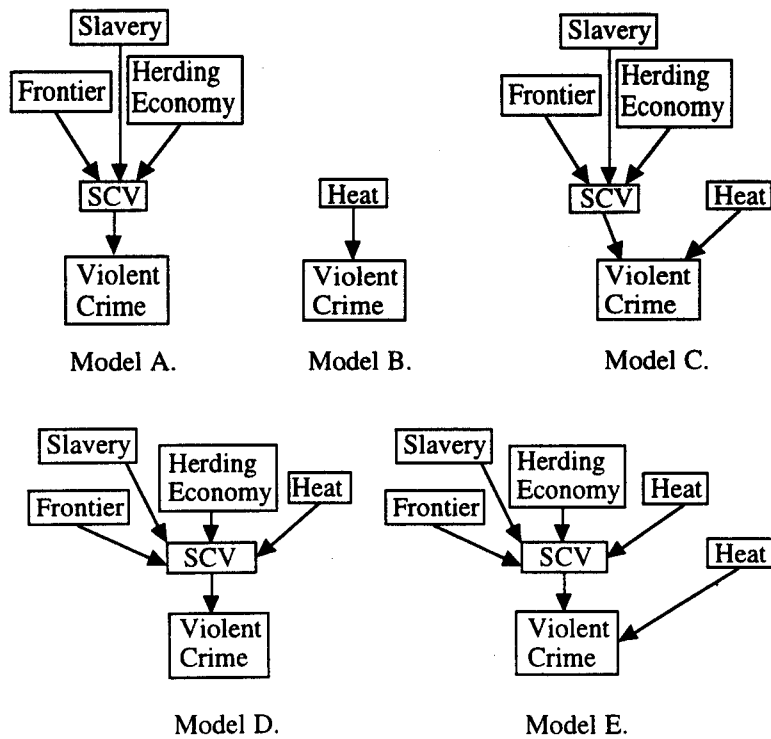 Slavery
Frontier
Herding
Economy
SCV
Violent
Crime
Model A.
Heat
Violent
Crime
Model B.
Slavery
Frontier
Herding
Economy
SCV
Heat
Violent
Crime
Model C.
Slavery
Herding
Economy
Heat
Frontier
SCV
Violent
Crime
Model D.
Slavery
Herding
Economy
Heat
Frontier
SCV
Heat
Violent
Crime
Model E.